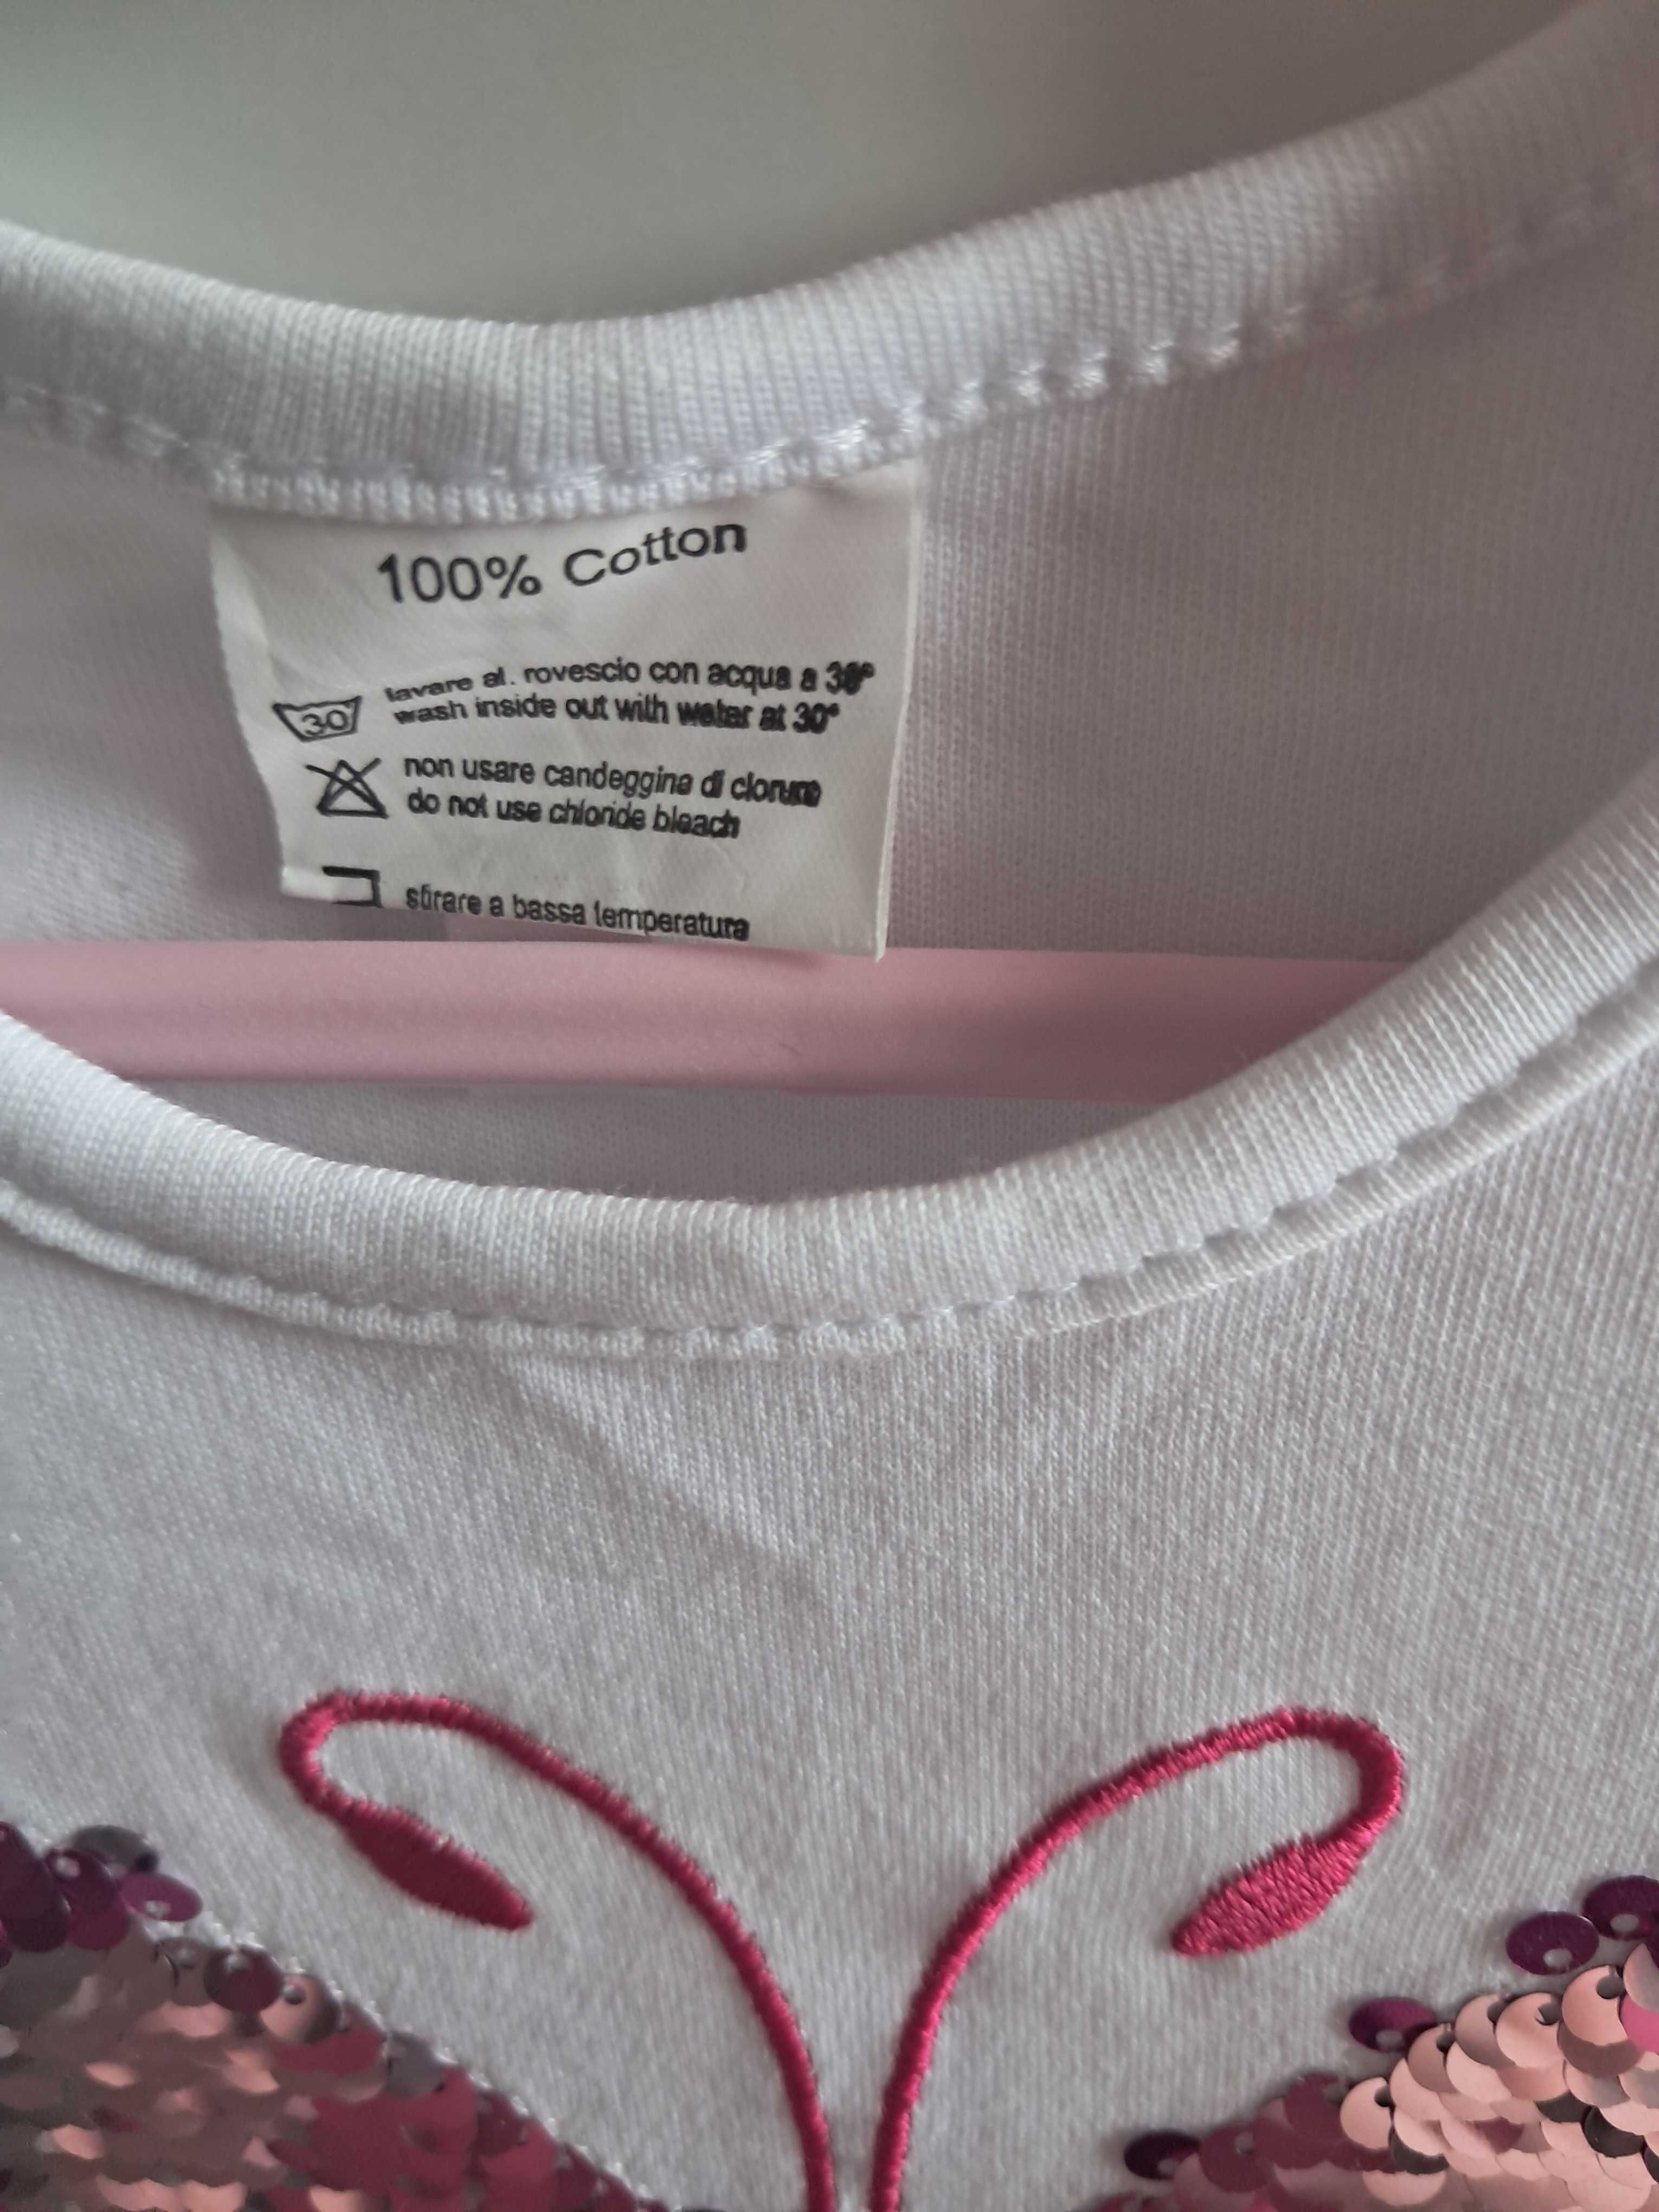 100% Cotton
lavare al. rovescio con acqua a 30°
30
wash inside out with water at 30°
non usare candeggina di cloruro
do not use chloride bleach
stirare a bassa temperatura